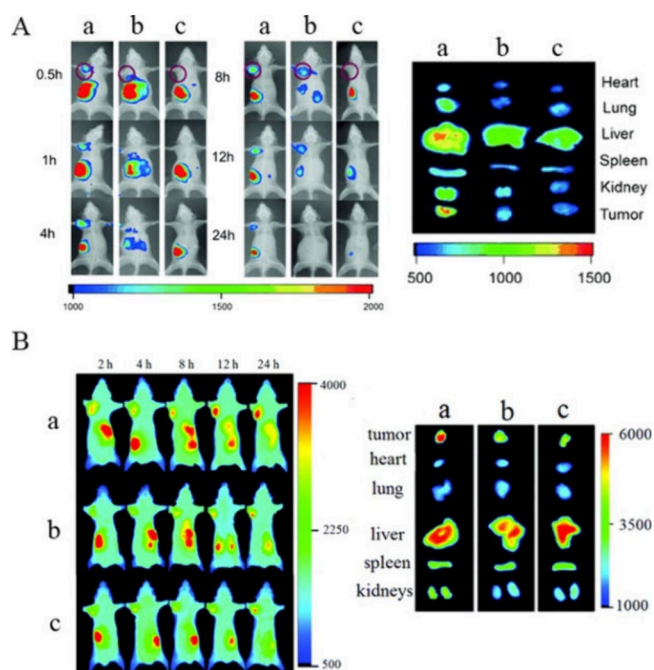 A
a b c
a b c
a b c
0.5h
8h
1h
12h
4h
24h
1000 1500 2000
Heart
Lung
Liver
Spleen
Kidney
Tumor
500 1000 1500
B
2 h 4 h 8 h 12 h 24 h
a
b
c
4000
2250
500
a b c
tumor
heart
lung
liver
spleen
kidneys
6000
3500
1000